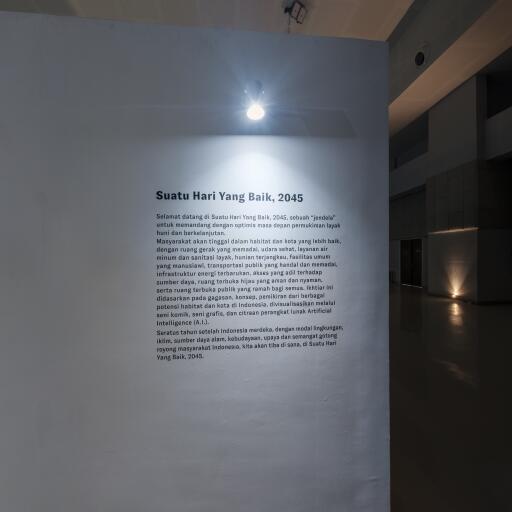 Suatu Hari Yang Baik, 2045
Selamat datang di Suatu Hari Yang Baik, 2045, sebuah "jendela"
untuk memandang dengan optimis masa depan permukiman layak
huni dan berkelanjutan.
Masyarakat akan tinggal dalam habitat dan kota yang lebih baik,
dengan ruang gerak yang memadai, udara sehat, layanan air
minum dan sanitasi layak, hunian terjangkau, fasilitas umum
yang manusiawi, transportasi publik yang handal dan memadai,
infrastruktur energi terbarukan, akses yang adil terhadap
sumber daya, ruang terbuka hijau yang aman dan nyaman,
serta ruang terbuka publik yang ramah bagi semua. Ikhtiar ini
didasarkan pada gagasan, konsep, pemikiran dari berbagai
potensi habitat dan kota di Indonesia, divisualisasikan melalui
seni komik, seni grafis, dan citraan perangkat lunak Artificial
Intelligence (A.I.).
Seratus tahun setelah Indonesia merdeka, dengan modal lingkungan,
iklim, sumber daya alam, kebudayaan, upaya dan semangat gotong
royong masyarakat Indonesia, kita akan tiba di sana, di Suatu Hari
Yang Baik, 2045.